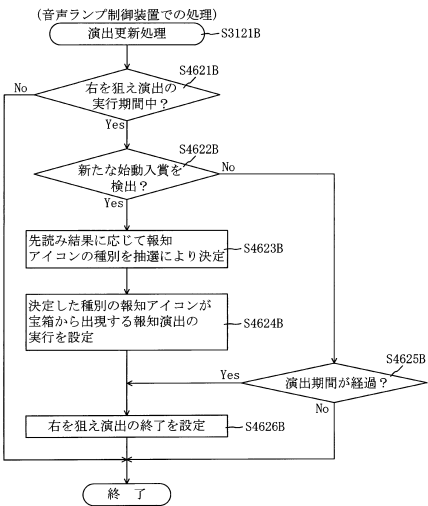 (音声ランプ制御装置での処理)
演出更新処理
S3121B
S4621B
右を狙え演出の
実行期間中?
No
Yes
S4622B
新たな始動入賞を
検出?
No
Yes
先読み結果に応じて報知
アイコンの種別を抽選により決定
S4623B
決定した種別の報知アイコンが
宝箱から出現する報知演出の
実行を設定
S4624B
S4625B
演出期間が経過?
Yes
No
右を狙え演出の終了を設定
S4626B
終 了